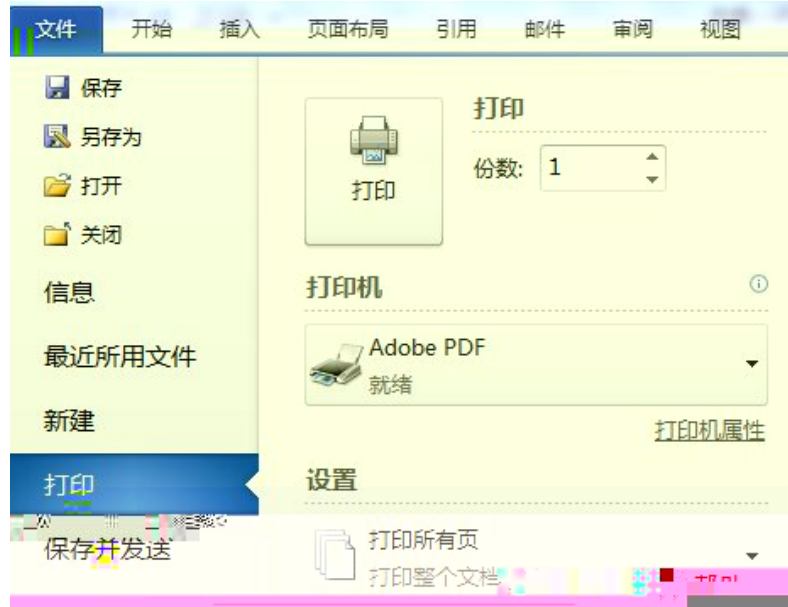 文件 开始 插入 页面布局 引用 邮件 审阅 视图
保存
另存为
打开
关闭
信息
最近所用文件
新建
打印
保存并发送
打印
打印
份数: 1
打印机
Adobe PDF
就绪
打印机属性
设置
打印所有页
打印整个文档